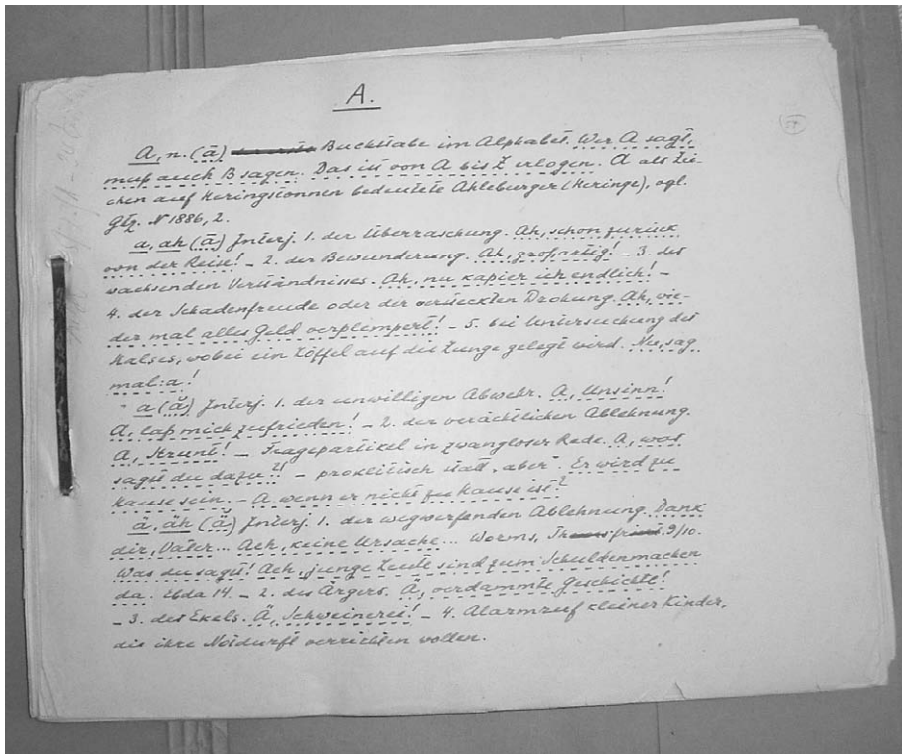 A.
A, n. (ā) Buchstabe im Alphabet. Wer A sagt,
muß auch B sagen. Das ist von A bis Z erlogen. A als Zei-
chen auf Heringstonnen bedeutete Ahleburger (Heringe), vgl.
Gtz. N 1886, 2.
a, ah (ā) Interj. 1. der Überraschung. Ah, schon zurück
von der Reise! – 2. der Bewunderung. Ah, großartig! – 3. des
wachsenden Verständnisses. Ah, nu kapier ich endlich! –
4. der Schadenfreude oder der versteckten Drohung. Ah, wie-
der mal alles Geld verplempert! – 5. bei Untersuchung des
Halses, wobei ein Löffel auf die Zunge gelegt wird. Nu, sag
mal: a!
a (ă) Interj. 1. der unwilligen Abwehr. A, Unsinn!
A, laß mich zufrieden! – 2. der verächtlichen Ablehnung.
A, Strunt! – Fragepartikel in zwangloser Rede. A, was
sagst du dazu?! – proklitisch statt „aber“. Er wird zu
Hause sein. – A wenn er nicht zu Hause ist?
ä, äh (ă) Interj. 1. der wegwerfenden Ablehnung. Dank
dir, Vater... Aeh, keine Ursache... Worms, 9/10.
Was du sagst! Aeh, junge Leute sind zum Schuldenmachen
da. Ebda 14. – 2. des Ärgers. Ä, verdammte Geschichte!
– 3. des Ekels. Ä, Schweinerei! – 4. Alarmruf kleiner Kinder,
die ihre Notdurft verrichten wollen.